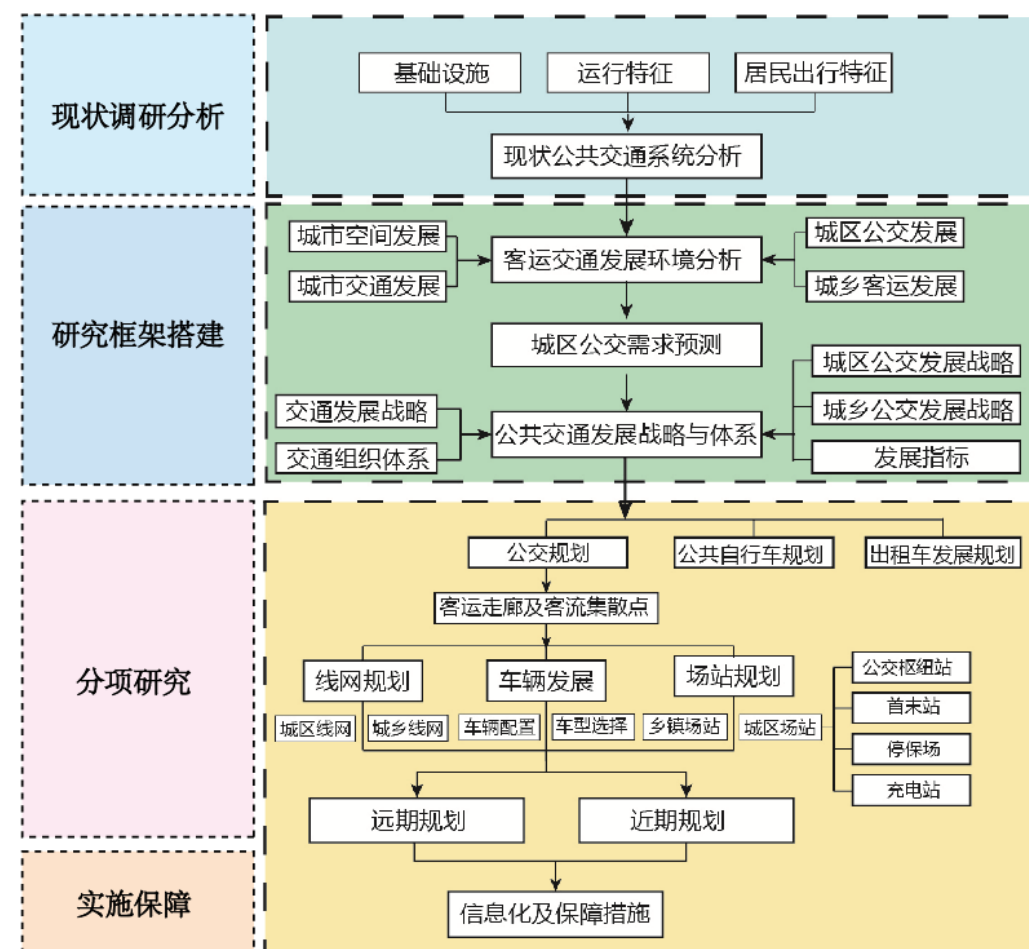 现状调研分析
基础设施
运行特征
居民出行特征
现状公共交通系统分析
研究框架搭建
城市空间发展
城市交通发展
客运交通发展环境分析
城区公交发展
城乡客运发展
城区公交需求预测
交通发展战略
交通组织体系
公共交通发展战略与体系
城区公交发展战略
城乡公交发展战略
发展指标
分项研究
公交规划
公共自行车规划
出租车发展规划
客运走廊及客流集散点
线网规划
车辆发展
场站规划
城区线网
城乡线网
车辆配置
车型选择
乡镇场站
城区场站
公交枢纽站
首末站
停保场
充电站
远期规划
近期规划
实施保障
信息化及保障措施